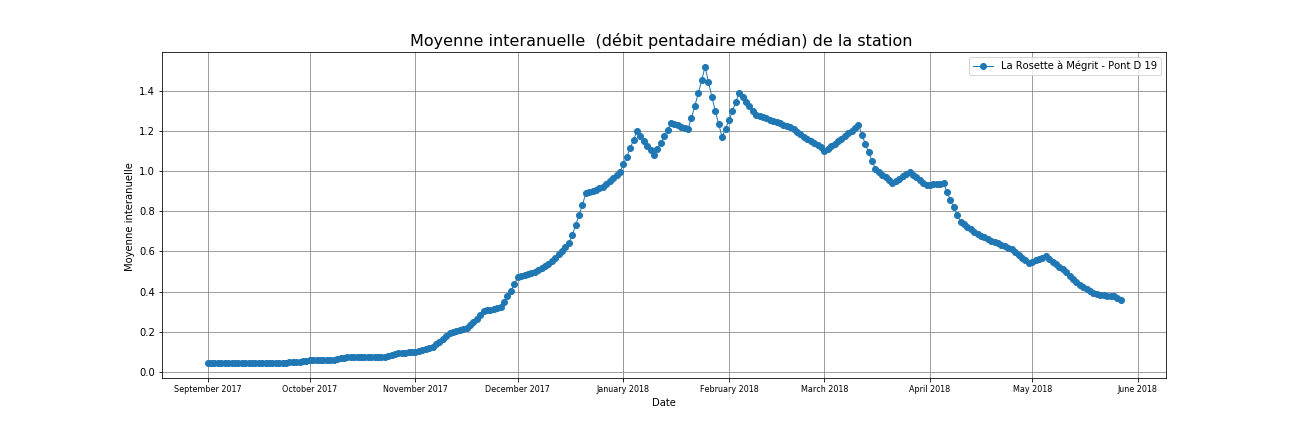 Moyenne interanuelle  (débit pentadaire médian) de la station
La Rosette à Mégrit - Pont D 19
Moyenne interanuelle
1.4
1.2
1.0
0.8
0.6
0.4
0.2
0.0
September 2017 October 2017 November 2017 December 2017 January 2018 February 2018 March 2018 April 2018 May 2018 June 2018
Date